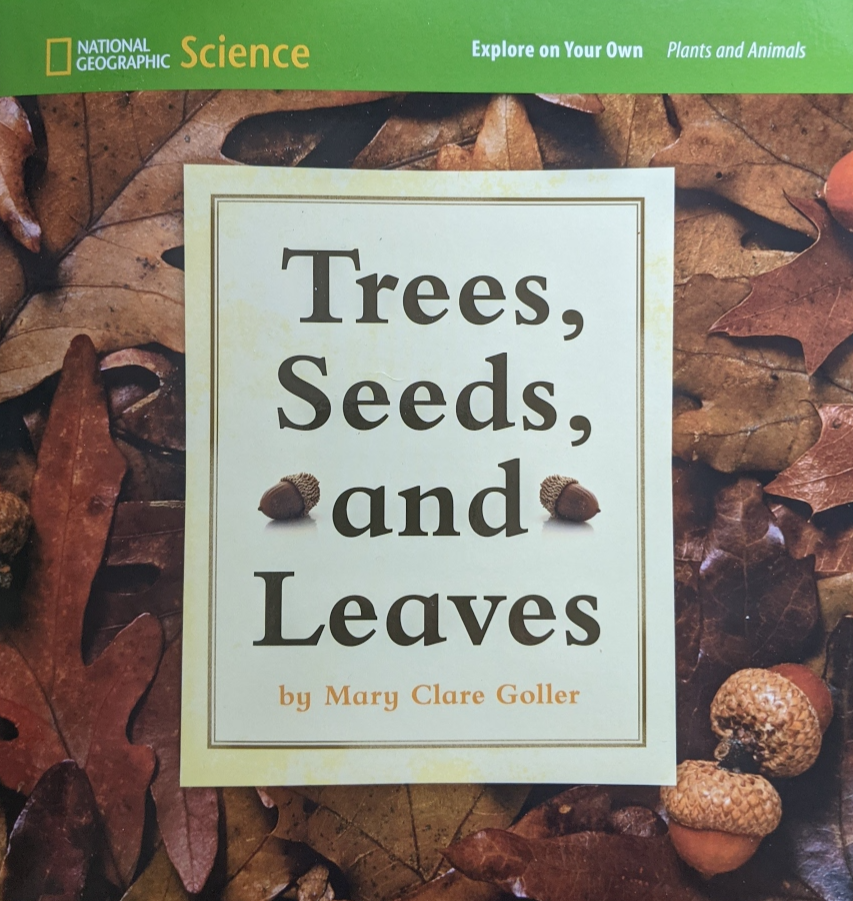 NATIONAL
GEOGRAPHIC Science
Explore on Your Own Plants and Animals
Trees,
Seeds,
and
Leaves
by Mary Clare Goller